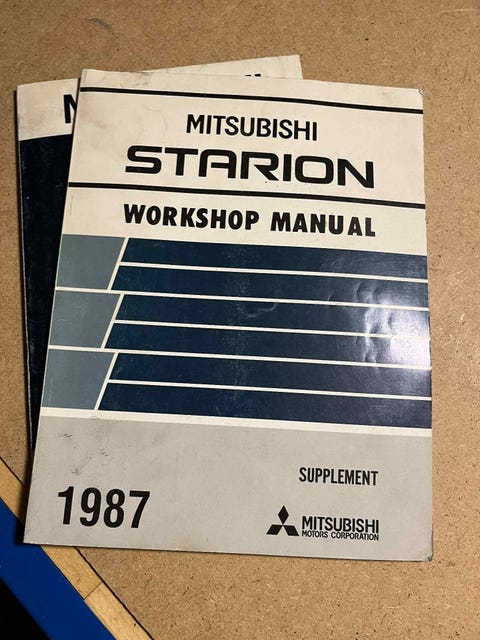 MITSUBISHI
STARION
WORKSHOP MANUAL
SUPPLEMENT
1987
MITSUBISHI
MOTORS CORPORATION